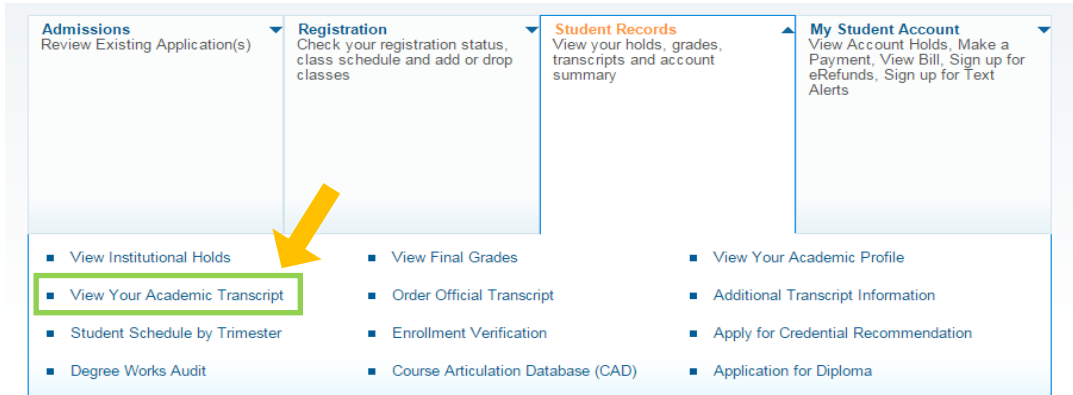 Admissions
Review Existing Application(s)
Registration
Check your registration status,
class schedule and add or drop
classes
Student Records
View your holds, grades,
transcripts and account
summary
My Student Account
View Account Holds, Make a
Payment, View Bill, Sign up for
eRefunds, Sign up for Text
Alerts
View Institutional Holds
View Final Grades
View Your Academic Profile
View Your Academic Transcript
Order Official Transcript
Additional Transcript Information
Student Schedule by Trimester
Enrollment Verification
Apply for Credential Recommendation
Degree Works Audit
Course Articulation Database (CAD)
Application for Diploma